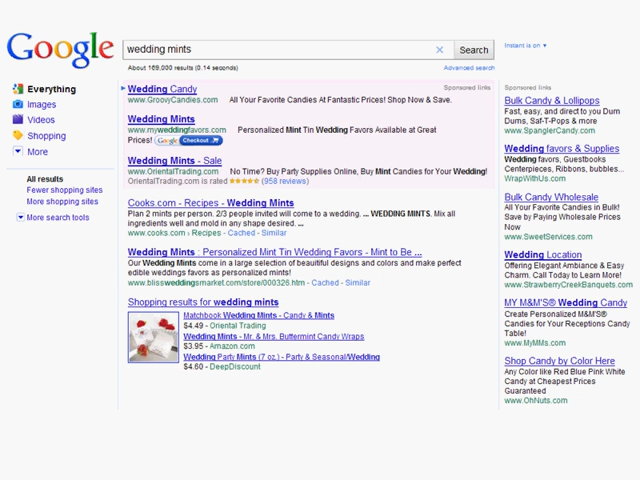 Google
wedding mints
Search
Instant is on ▼
About 169,000 results (0.14 seconds)
Advanced search
Everything
Images
Videos
Shopping
More
All results
Fewer shopping sites
More shopping sites
More search tools
Sponsored links
Wedding Candy
www.GroovyCandies.com All Your Favorite Candies At Fantastic Prices! Shop Now & Save.
Wedding Mints
www.myweddingfavors.com Personalized Mint Tin Wedding Favors Available at Great
Prices! Google Checkout
Wedding Mints - Sale
www.OrientalTrading.com No Time? Buy Party Supplies Online, Buy Mint Candies for Your Wedding!
OrientalTrading.com is rated (958 reviews)
Cooks.com - Recipes - Wedding Mints
Plan 2 mints per person. 2/3 people invited will come to a wedding. ... WEDDING MINTS. Mix all
ingredients well and mold in any shape desired. ...
www.cooks.com › Recipes - Cached - Similar
Wedding Mints : Personalized Mint Tin Wedding Favors - Mint to Be ...
Our Wedding Mints come in a large selection of beauitiful designs and colors and make perfect
edible weddings favors as personalized mints!
www.blissweddingsmarket.com/store/000326.htm - Cached - Similar
Shopping results for wedding mints
Matchbook Wedding Mints - Candy & Mints
$4.49 - Oriental Trading
Wedding Mints - Mr. & Mrs. Buttermint Candy Wraps
$3.95 - Amazon.com
Wedding Party Mints (7 oz.) - Party & Seasonal/Wedding
$4.60 - DeepDiscount
Sponsored links
Bulk Candy & Lollipops
Fast, easy, and direct to you Dum
Dums, Saf-T-Pops & more
www.SpanglerCandy.com
Wedding favors & Supplies
Wedding favors, Guestbooks
Centerpieces, Ribbons, bubbles...
WrapWithUs.com
Bulk Candy Wholesale
All Your Favorite Candies in Bulk!
Save by Paying Wholesale Prices
Now
www.SweetServices.com
Wedding Location
Offering Elegant Ambiance & Easy
Charm. Call Today to Learn More!
www.StrawberryCreekBanquets.com
MY M&M'S® Wedding Candy
Create Personalized M&M'S®
Candies for Your Receptions Candy
Table!
www.MyMMs.com
Shop Candy by Color Here
Any Color like Red Blue Pink White
Candy at Cheapest Prices
Guaranteed
www.OhNuts.com